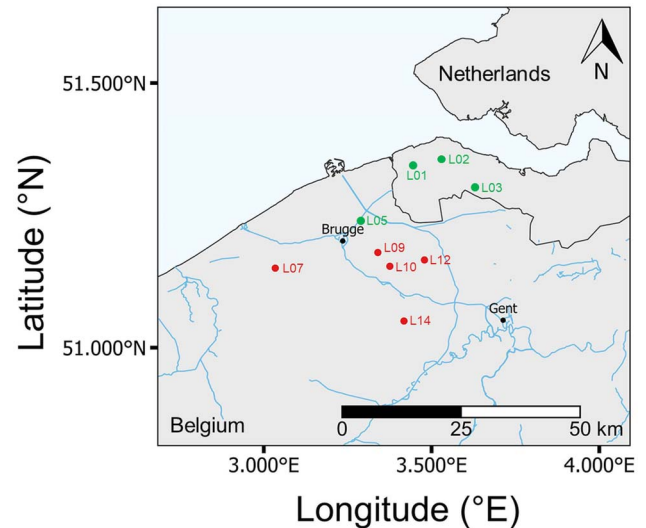 Netherlands
N
51.500°N
L02
L01
L03
L05
Brugge
L09
L12
L10
L07
Gent
L14
51.000°N
Belgium
0 25 50 km
3.000°E 3.500°E 4.000°E
Latitude (°N)
Longitude (°E)